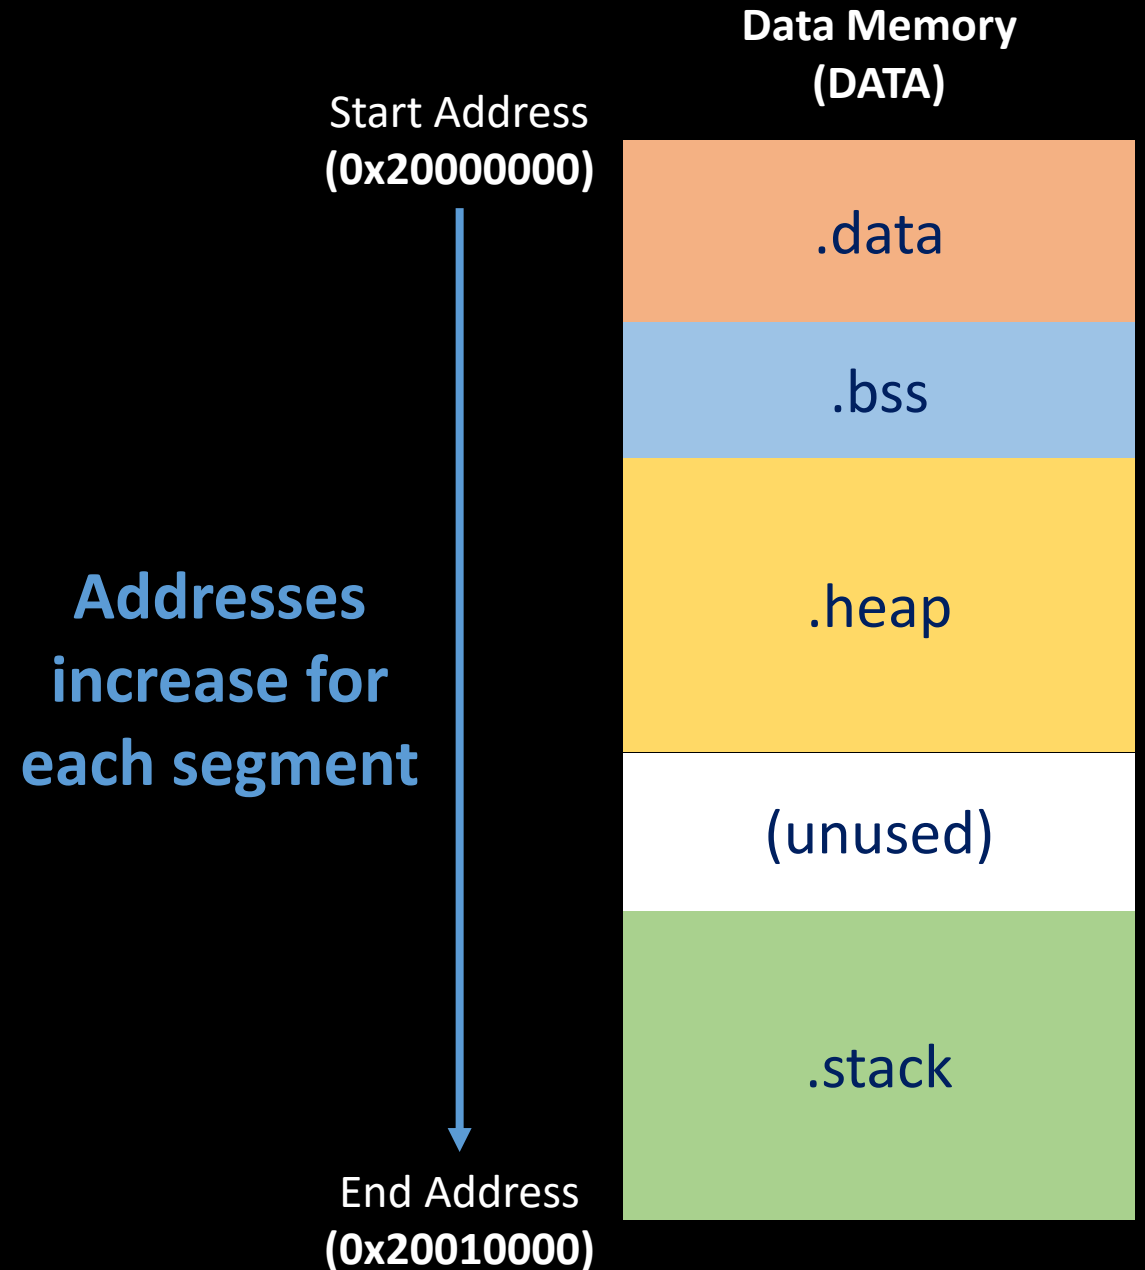 Data Memory
(DATA)
Start Address
(0x20000000)
.data
.bss
.heap
Addresses
increase for
each segment
(unused)
.stack
End Address
(0x20010000)